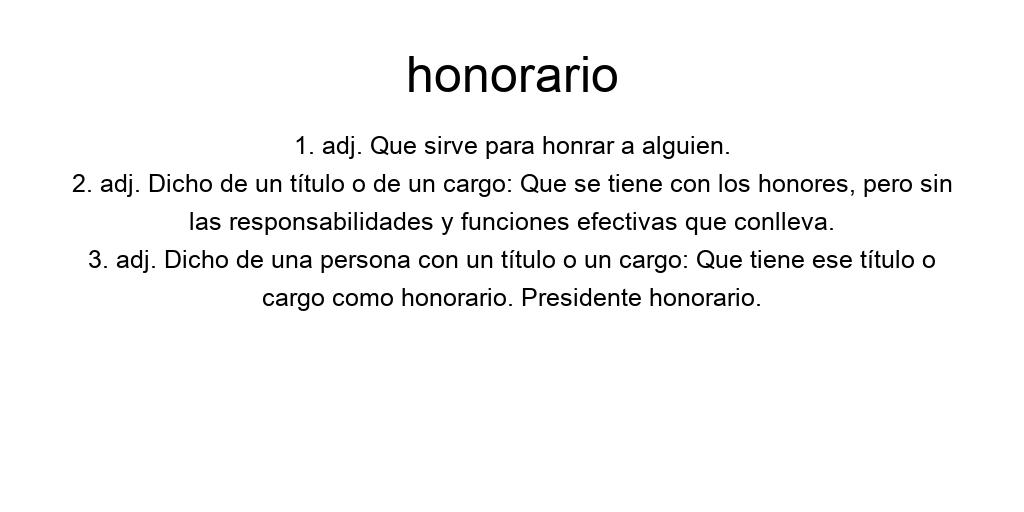 honorario
1. adj. Que sirve para honrar a alguien.
2. adj. Dicho de un título o de un cargo: Que se tiene con los honores, pero sin
las responsabilidades y funciones efectivas que conlleva.
3. adj. Dicho de una persona con un título o un cargo: Que tiene ese título o
cargo como honorario. Presidente honorario.